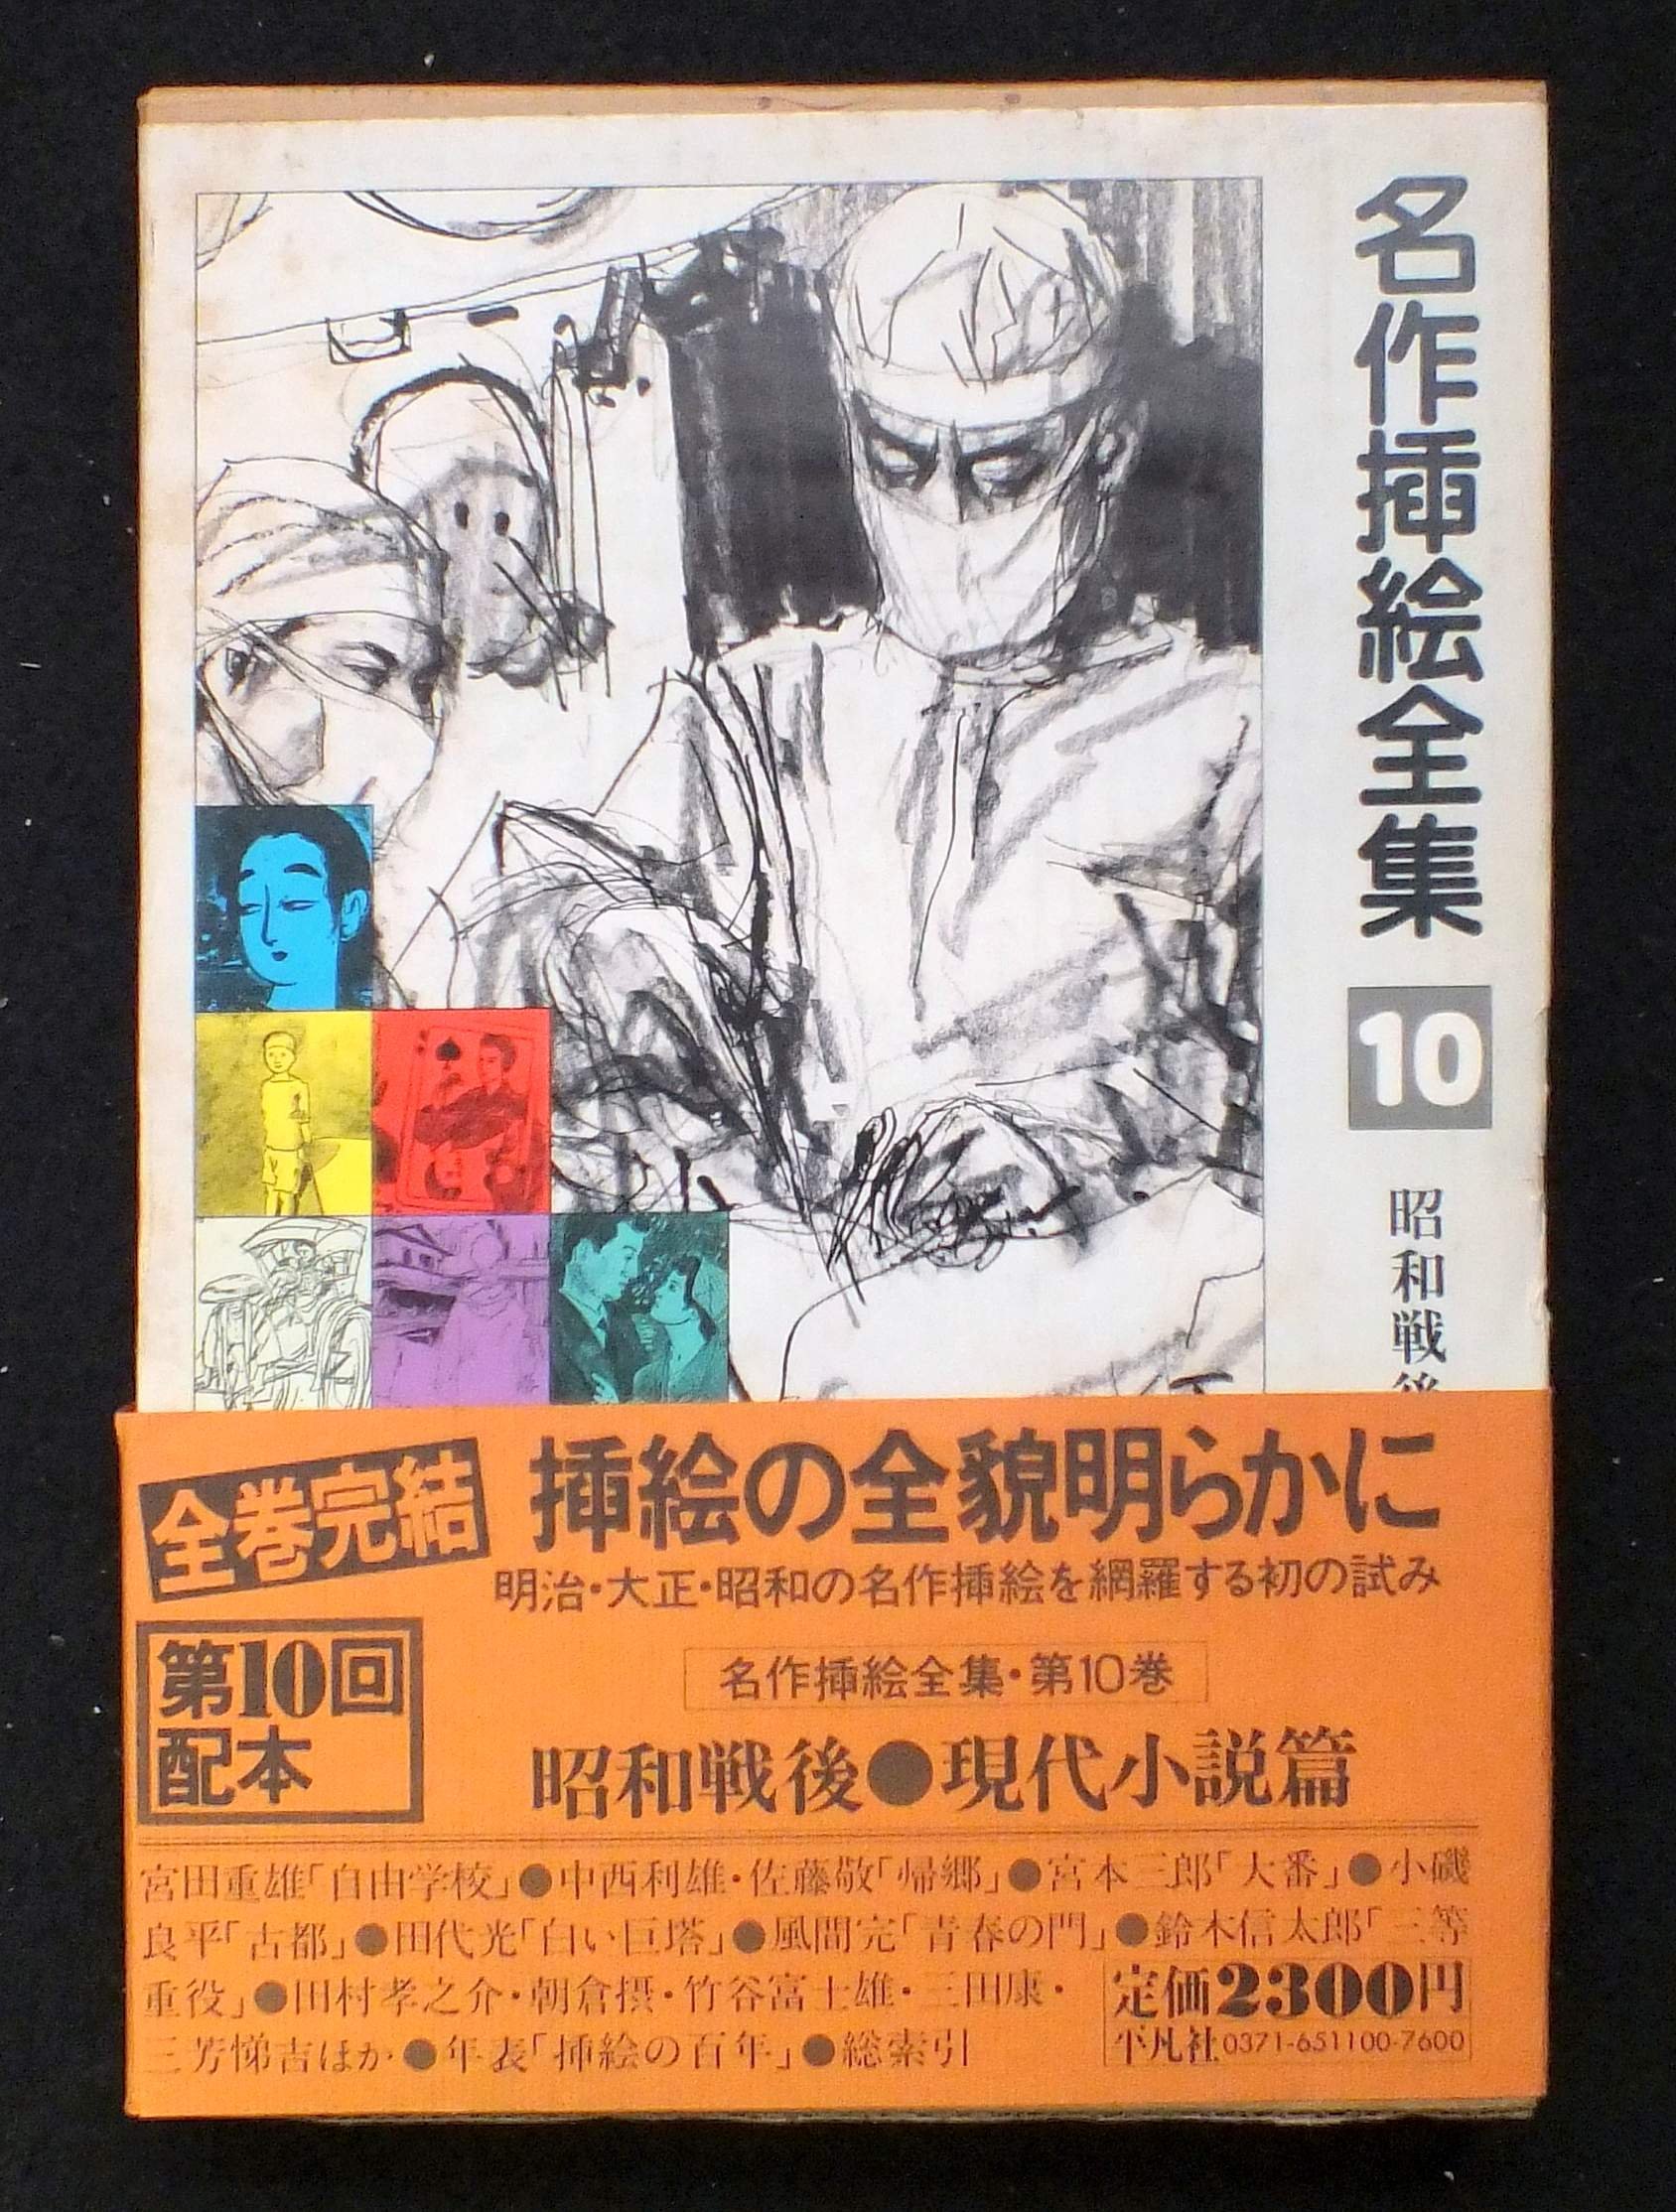 名作挿絵全集
10
昭和戦後
全巻完結
挿絵の全貌明らかに
明治・大正・昭和の名作挿絵を網羅する初の試み
第10回
配本
名作挿絵全集・第10巻
昭和戦後●現代小説篇
宮田重雄「自由学校」●中西利雄・佐藤敬「帰郷」●宮本三郎「大番」●小磯
良平「古都」●田代光「白い巨塔」●風間完「青春の門」●鈴木信太郎「三等
重役」●田村孝之介・朝倉摂・竹谷富士雄・三田康・
三芳悌吉ほか●年表「挿絵の百年」●総索引
定価2300円
平凡社0371-651100-7600